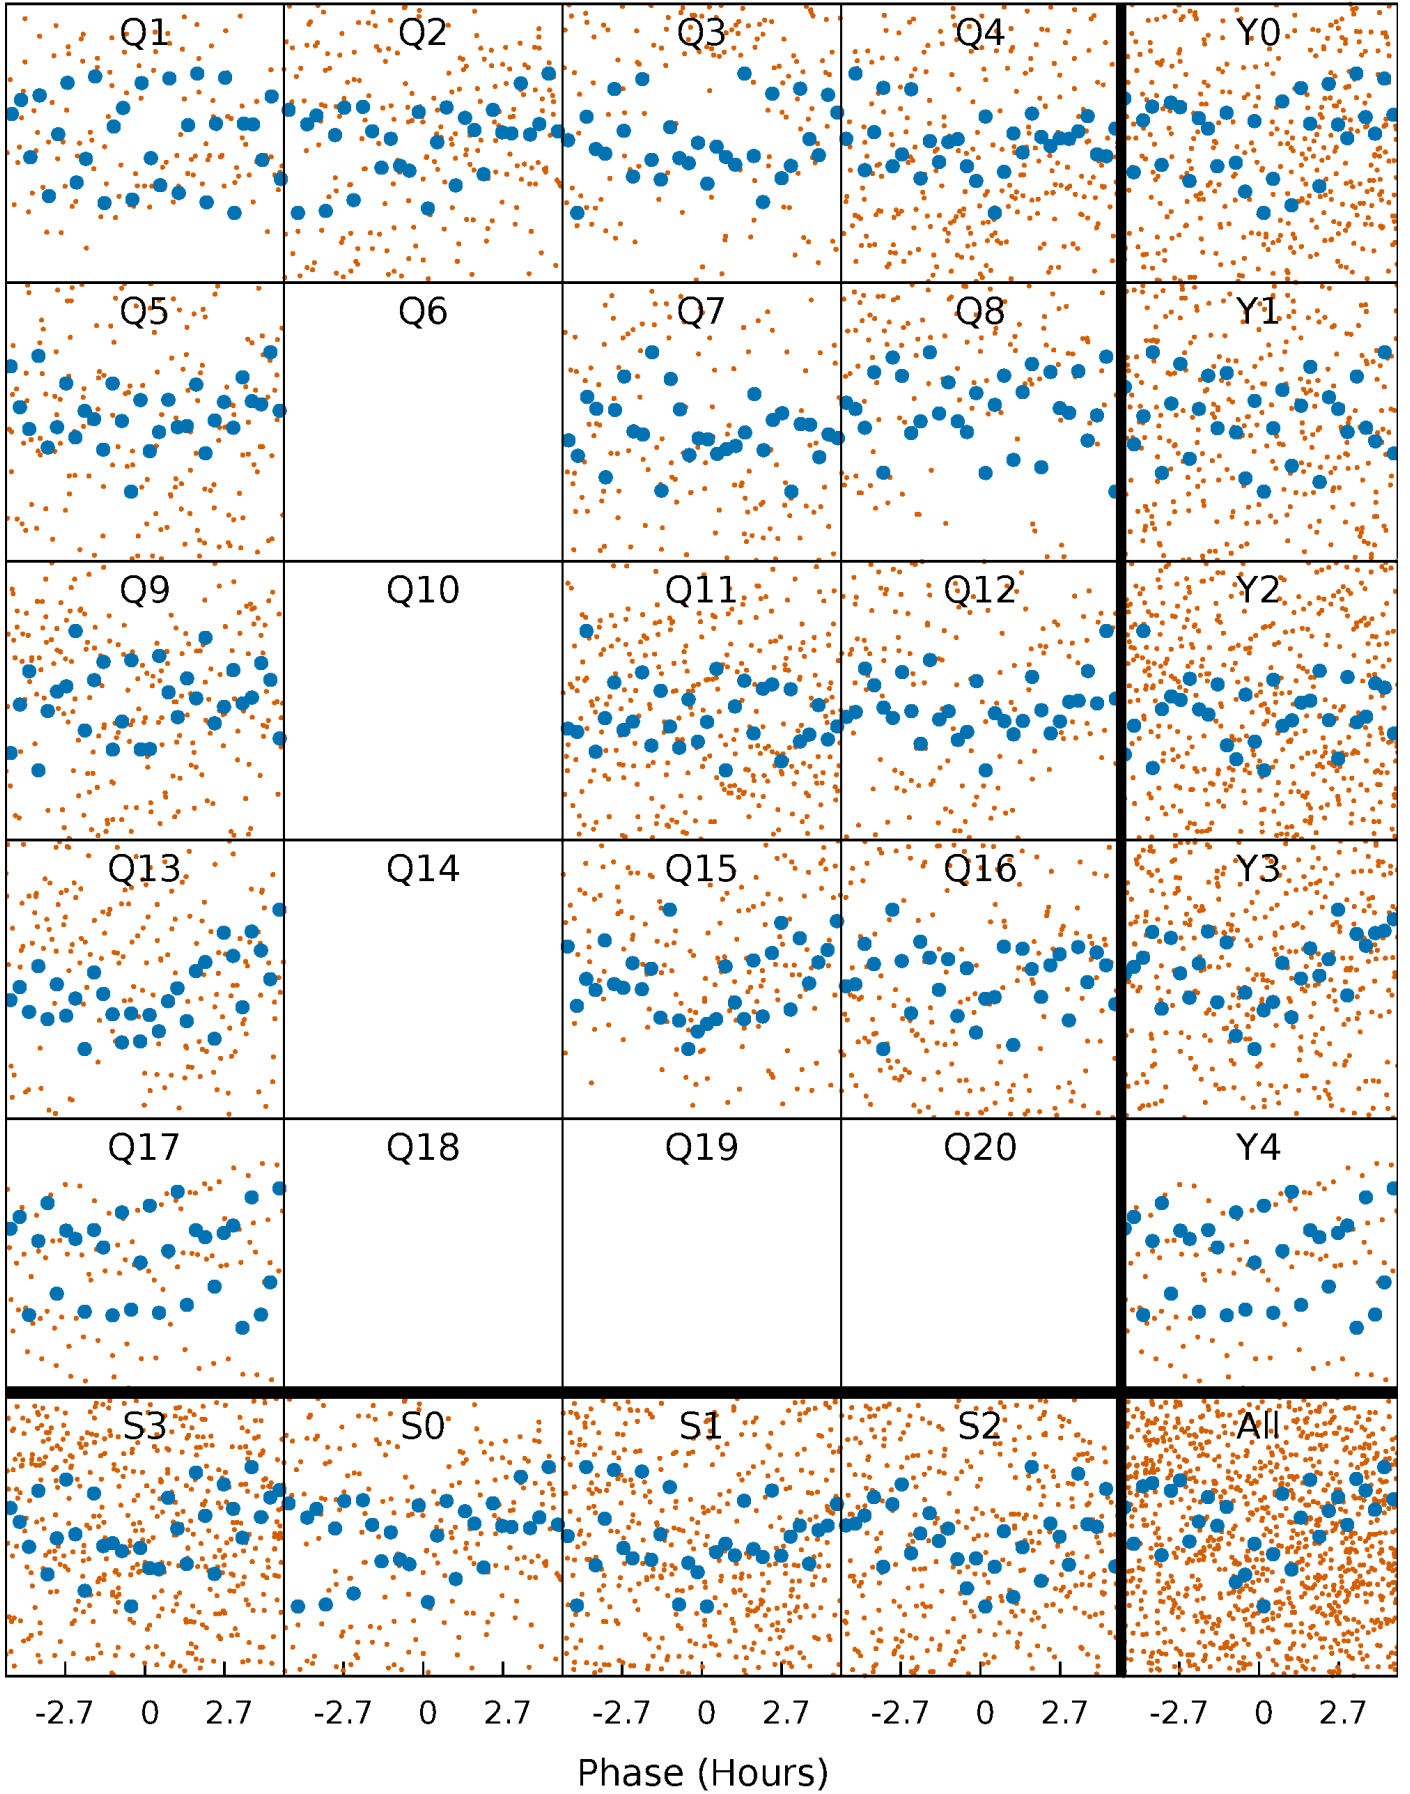 Q1 Q2 Q3 Q4 Y0
Q5 Q6 Q7 Q8 Y1
Q9 Q10 Q11 Q12 Y2
Q13 Q14 Q15 Q16 Y3
Q17 Q18 Q19 Q20 Y4
S3 S0 S1 S2 All
-2.7 0 2.7 -2.7 0 2.7 -2.7 0 2.7 -2.7 0 2.7 -2.7 0 2.7
Phase (Hours)